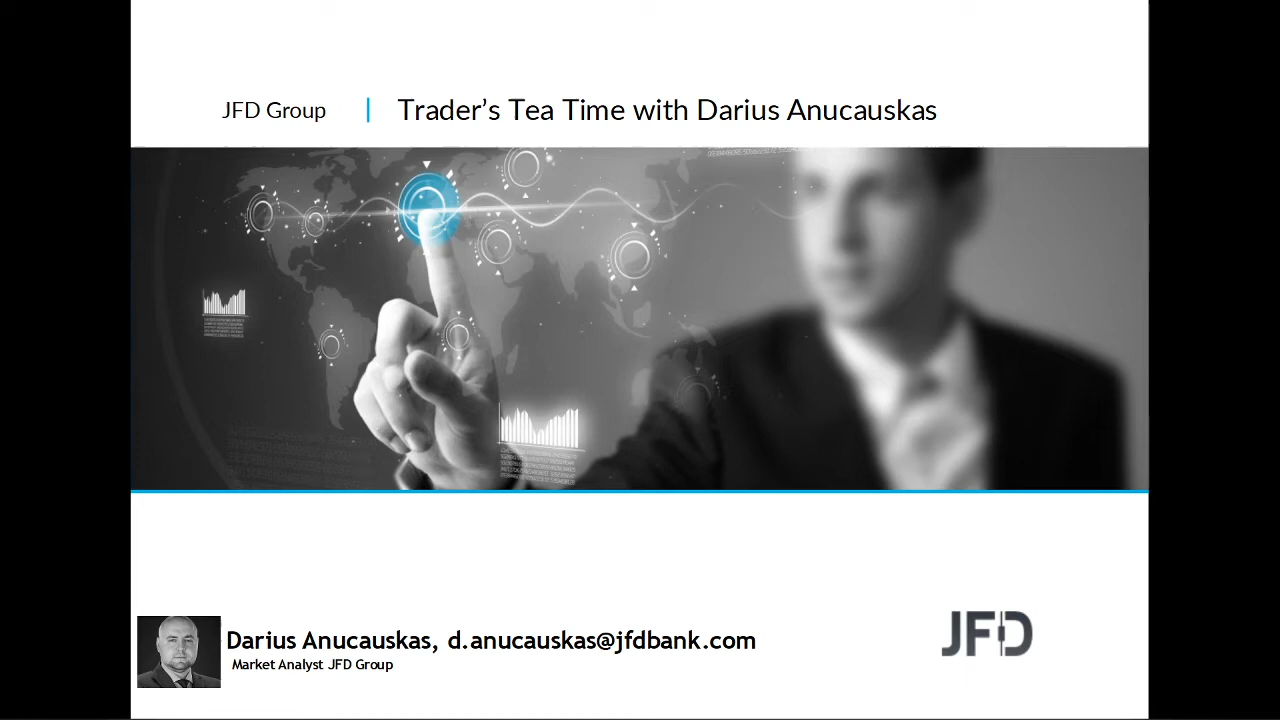 JFD Group | Trader’s Tea Time with Darius Anucauskas
Darius Anucauskas, d.anucauskas@jfdbank.com
Market Analyst JFD Group
JFD